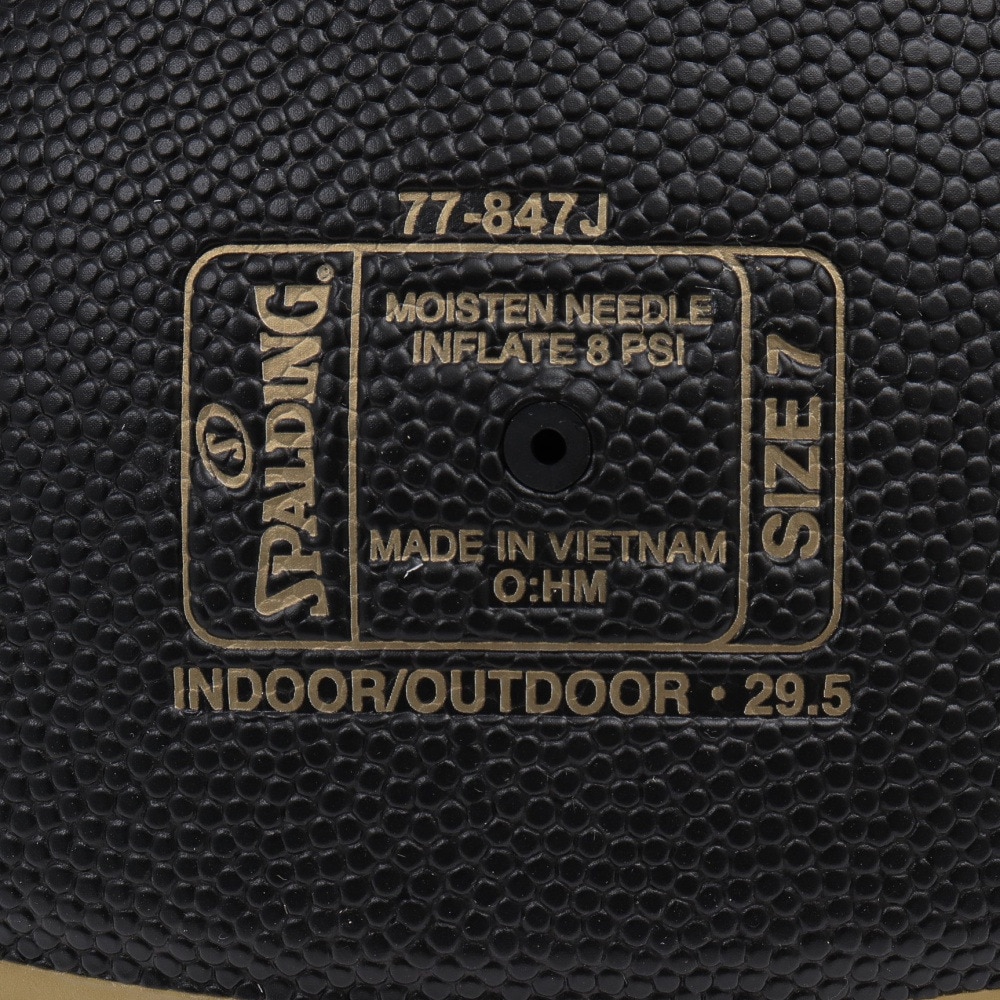 77-847J
SPALDING
MOISTEN NEEDLE
INFLATE 8 PSI
MADE IN VIETNAM
O:HM
SIZE 7
INDOOR/OUTDOOR · 29.5